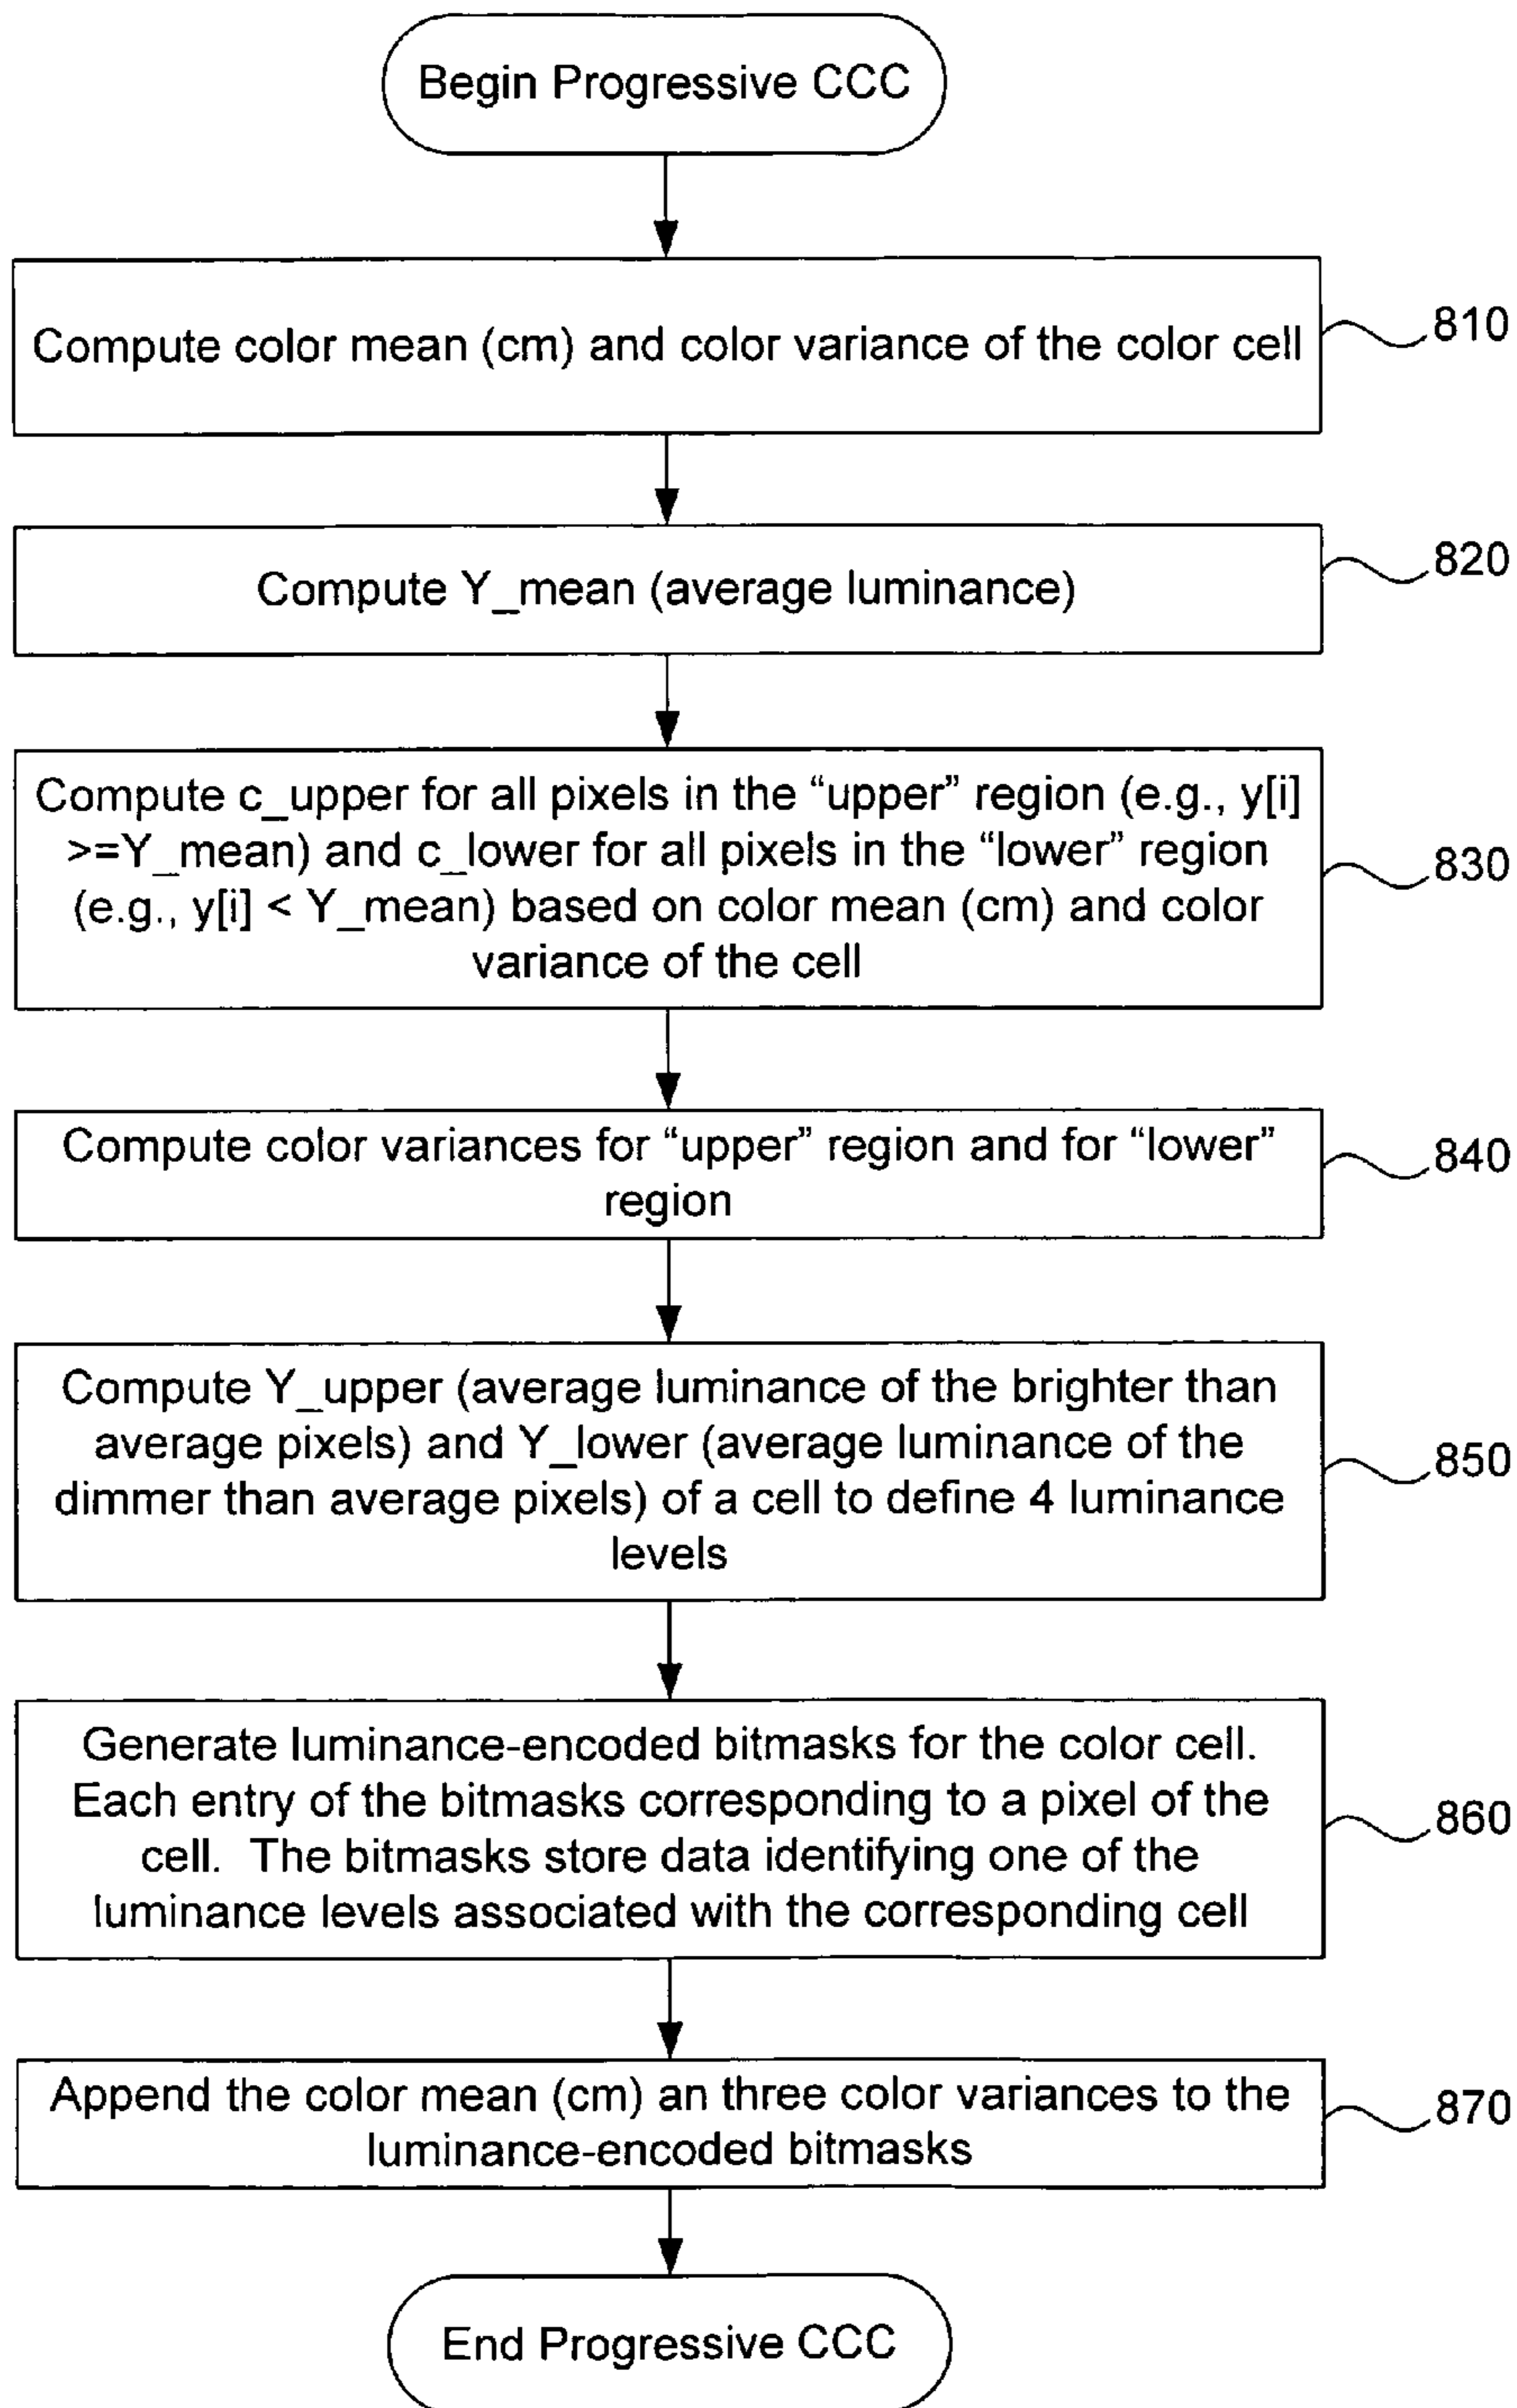 Begin Progressive CCC
Compute color mean (cm) and color variance of the color cell
810
Compute Y_mean (average luminance)
820
Compute c_upper for all pixels in the “upper” region (e.g., y[i]
>=Y_mean) and c_lower for all pixels in the “lower” region
(e.g., y[i] < Y_mean) based on color mean (cm) and color
variance of the cell
830
Compute color variances for “upper” region and for “lower”
region
840
Compute Y_upper (average luminance of the brighter than
average pixels) and Y_lower (average luminance of the
dimmer than average pixels) of a cell to define 4 luminance
levels
850
Generate luminance-encoded bitmasks for the color cell.
Each entry of the bitmasks corresponding to a pixel of the
cell. The bitmasks store data identifying one of the
luminance levels associated with the corresponding cell
860
Append the color mean (cm) an three color variances to the
luminance-encoded bitmasks
870
End Progressive CCC